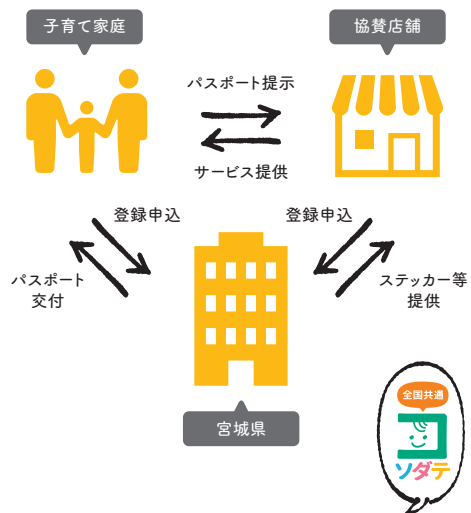 子育て家庭
協賛店舗
パスポート提示
サービス提供
登録申込
登録申込
パスポート
交付
ステッカー等
提供
宮城県
全国共通
コ
ソダテ